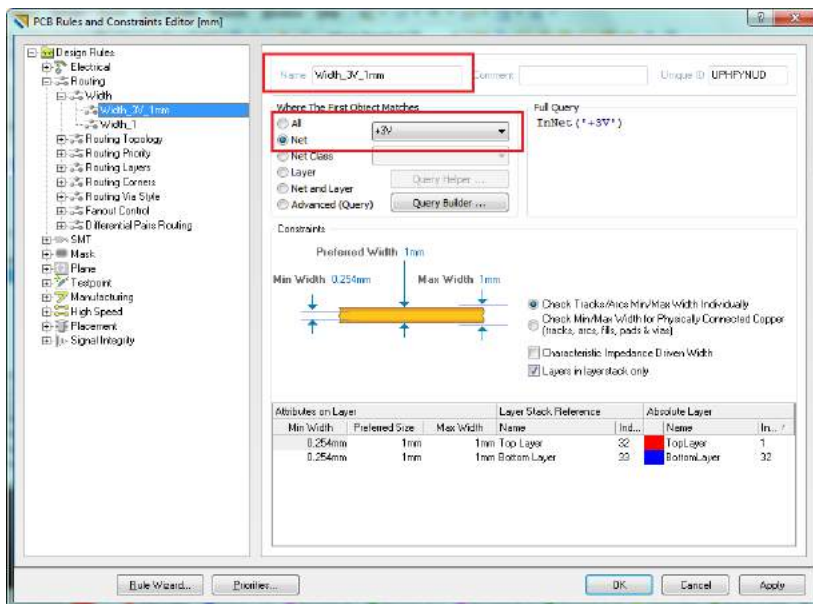 PCB Rules and Constraints Editor [mm]
Design Rules
Electrical
Routing
Width
Width_3V_1mm
Width_1
Routing Topology
Routing Priority
Routing Layers
Routing Corners
Routing Via Style
Fanout Control
Differential Pairs Routing
SMT
Mask
Plane
Testpoint
Manufacturing
High Speed
Placement
Signal Integrity
Name Width_3V_1mm Comment Unique ID UPHFYNUD
Where The First Object Matches
All
Net
Net Class
Layer
Net and Layer
Advanced (Query)
+3V
Query Helper ...
Query Builder ...
Full Query
InNet('+3V')
Constraints
Preferred Width 1mm
Min Width 0.254mm Max Width 1mm
Check Tracks/Arcs Min/Max Width Individually
Check Min/Max Width for Physically Connected Copper
(tracks, arcs, fills, pads & vias)
Characteristic Impedance Driven Width
Layers in layerstack only
Attributes on Layer Layer Stack Reference Absolute Layer
Min Width Preferred Size Max Width Name Ind... Name In...
0.254mm 1mm 1mm Top Layer 32 TopLayer 1
0.254mm 1mm 1mm Bottom Layer 33 BottomLayer 32
Rule Wizard... Priorities... OK Cancel Apply